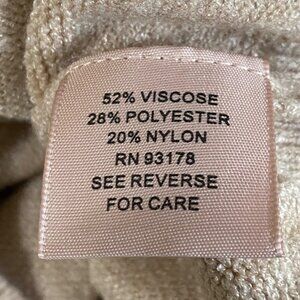 52% VISCOSE
28% POLYESTER
20% NYLON
RN 93178
SEE REVERSE
FOR CARE